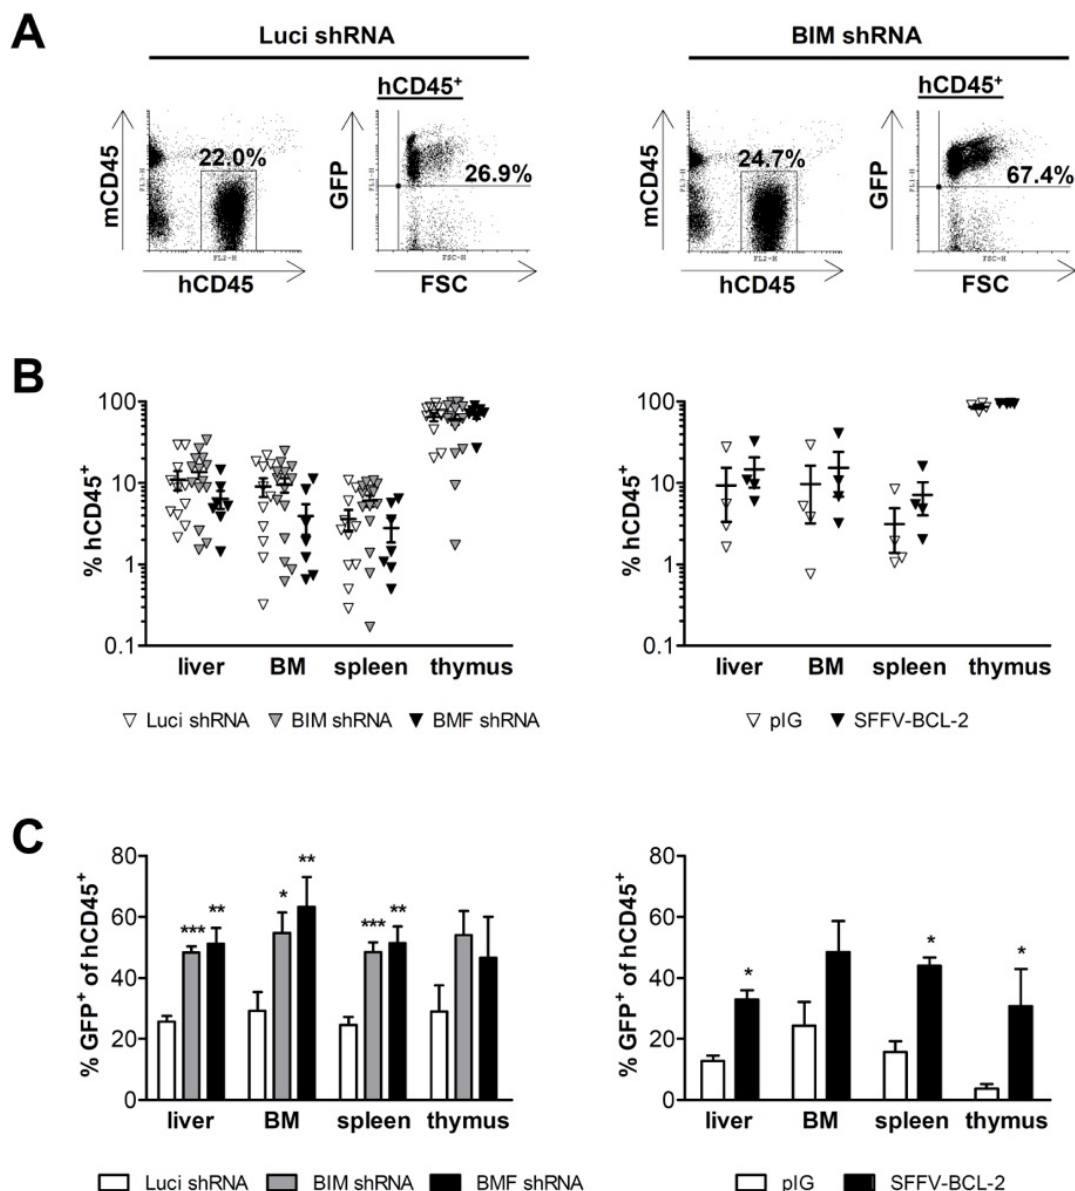 A
Luci shRNA
BIM shRNA
hCD45+
hCD45+
mCD45
22.0%
GFP
26.9%
mCD45
24.7%
GFP
67.4%
FL2-H
FSC-H
FL2-H
FSC-H
hCD45
FSC
hCD45
FSC
B
% hCD45+
100
10
1
0.1
liver BM spleen thymus
▽ Luci shRNA ▼ BIM shRNA ▼ BMF shRNA
% hCD45+
100
10
1
0.1
liver BM spleen thymus
▽ pIG ▼ SFFV-BCL-2
C
% GFP+ of hCD45+
80
60
40
20
0
*** ** * ** *** **
liver BM spleen thymus
Luci shRNA BIM shRNA BMF shRNA
% GFP+ of hCD45+
80
60
40
20
0
* * *
liver BM spleen thymus
pIG SFFV-BCL-2